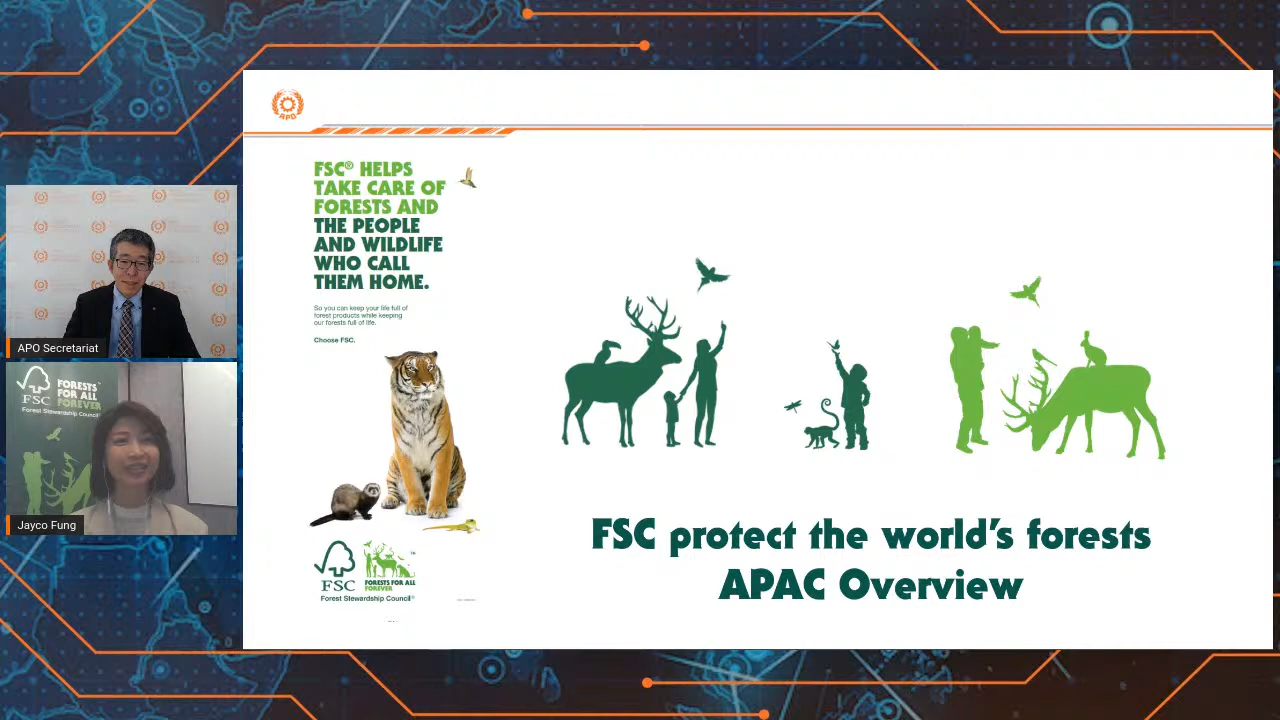 APO
FSC® HELPS
TAKE CARE OF
FORESTS AND
THE PEOPLE
AND WILDLIFE
WHO CALL
THEM HOME.
So you can keep your life full of
forest products while keeping
our forests full of life.
Choose FSC.
FSC
FORESTS FOR ALL
FOREVER
Forest Stewardship Council®
FSC protect the world's forests
APAC Overview
APO Secretariat
FSC
FORESTS
FOR ALL
FOREVER
Forest Stewardship Council
Jayco Fung